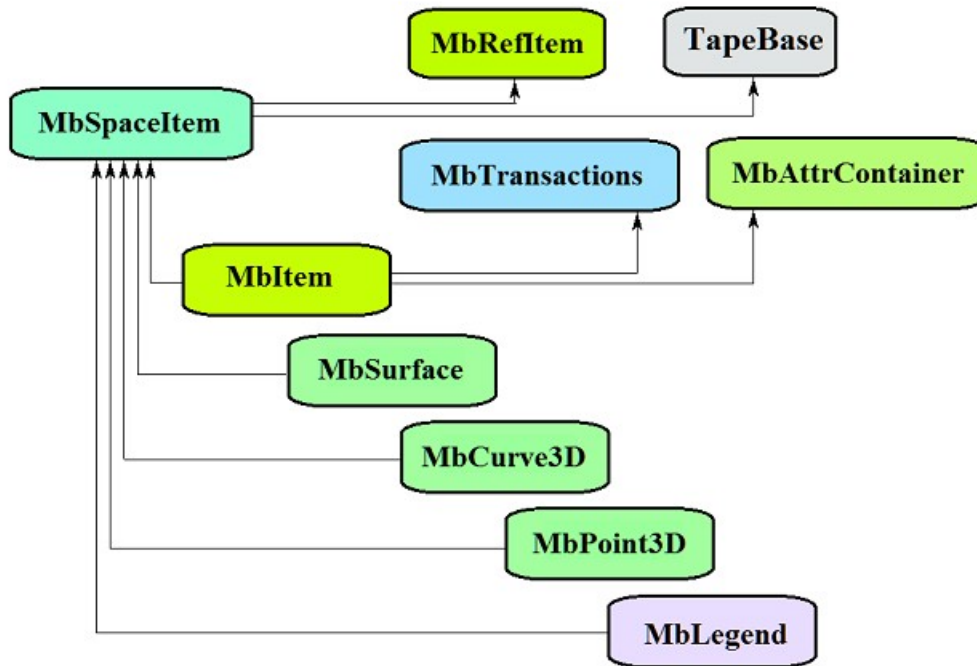 MbRefItem
TapeBase
MbSpaceItem
MbTransactions
MbAttrContainer
MbItem
MbSurface
MbCurve3D
MbPoint3D
MbLegend